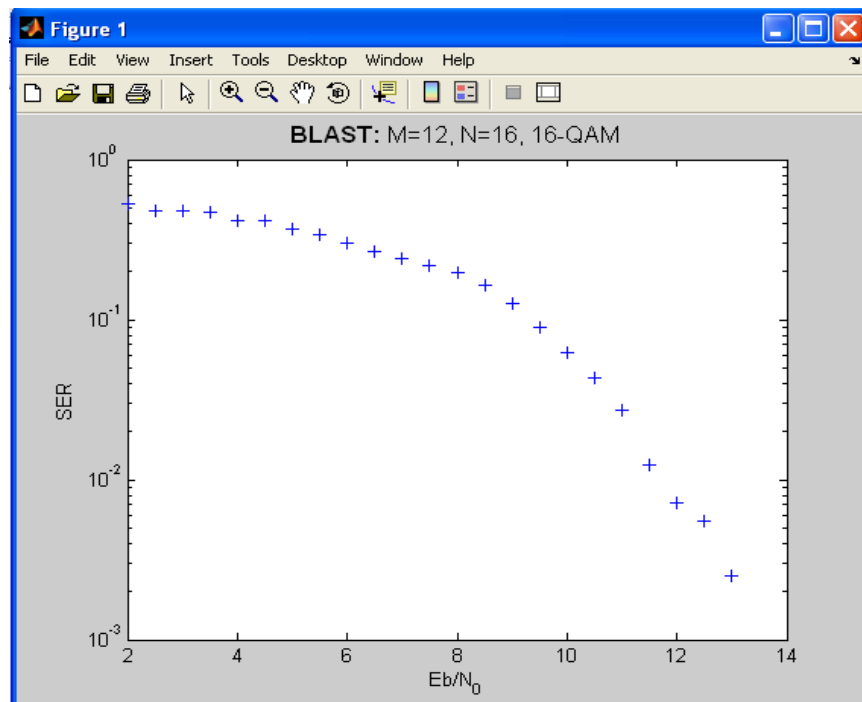 Figure 1
File Edit View Insert Tools Desktop Window Help
BLAST: M=12, N=16, 16-QAM
10^0
10^-1
10^-2
10^-3
SER
2 4 6 8 10 12 14
Eb/N_0